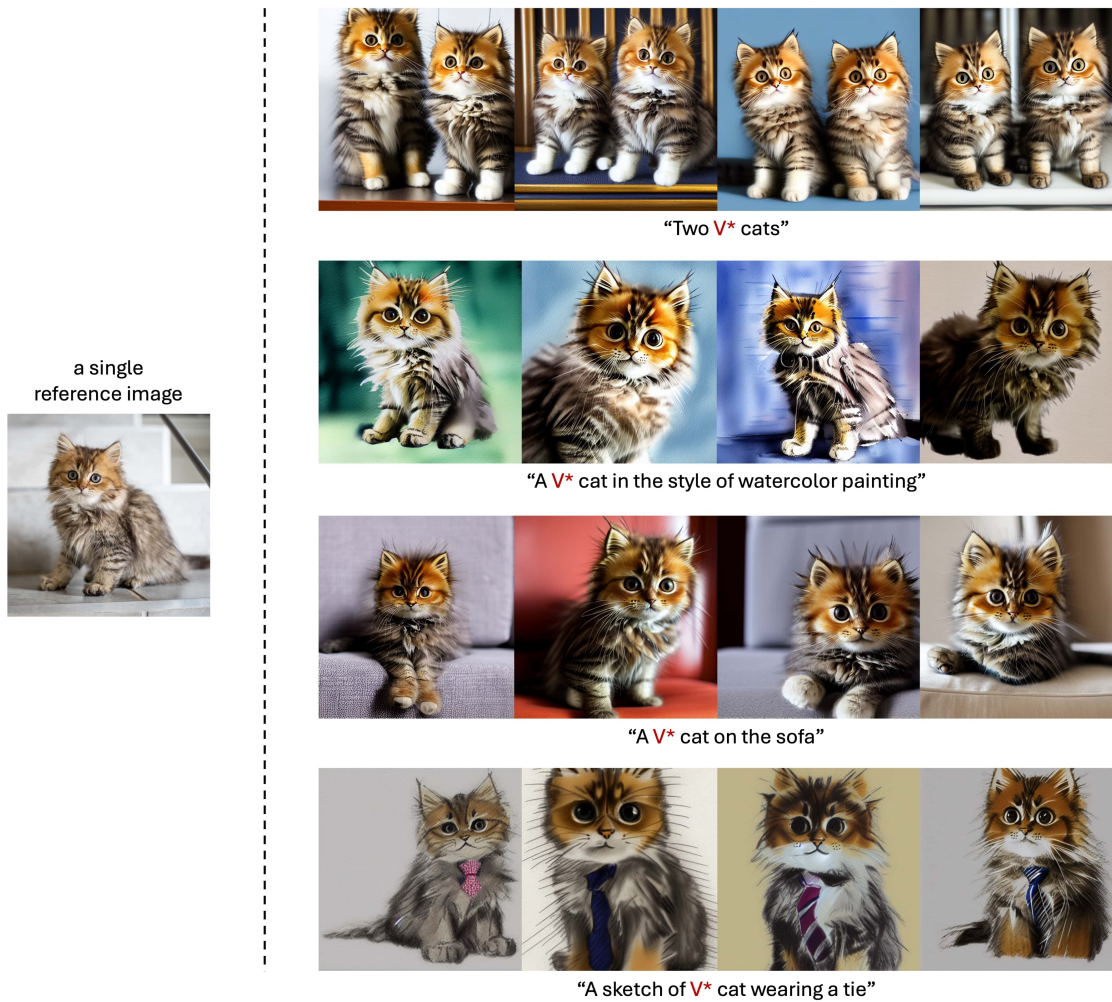 a single
reference image
“Two V* cats”
“A V* cat in the style of watercolor painting”
“A V* cat on the sofa”
“A sketch of V* cat wearing a tie”